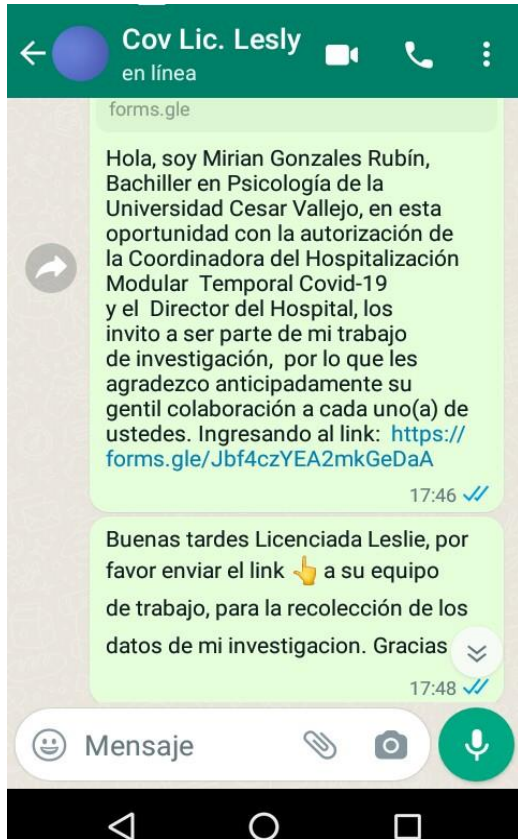 Cov Lic. Lesly
en línea
forms.gle
Hola, soy Mirian Gonzales Rubín,
Bachiller en Psicología de la
Universidad Cesar Vallejo, en esta
oportunidad con la autorización de
la Coordinadora del Hospitalización
Modular Temporal Covid-19
y el Director del Hospital, los
invito a ser parte de mi trabajo
de investigación, por lo que les
agradezco anticipadamente su
gentil colaboración a cada uno(a) de
ustedes. Ingresando al link: https://
forms.gle/Jbf4czYEA2mkGeDaA
17:46
Buenas tardes Licenciada Leslie, por
favor enviar el link 👆 a su equipo
de trabajo, para la recolección de los
datos de mi investigacion. Gracias
17:48
Mensaje